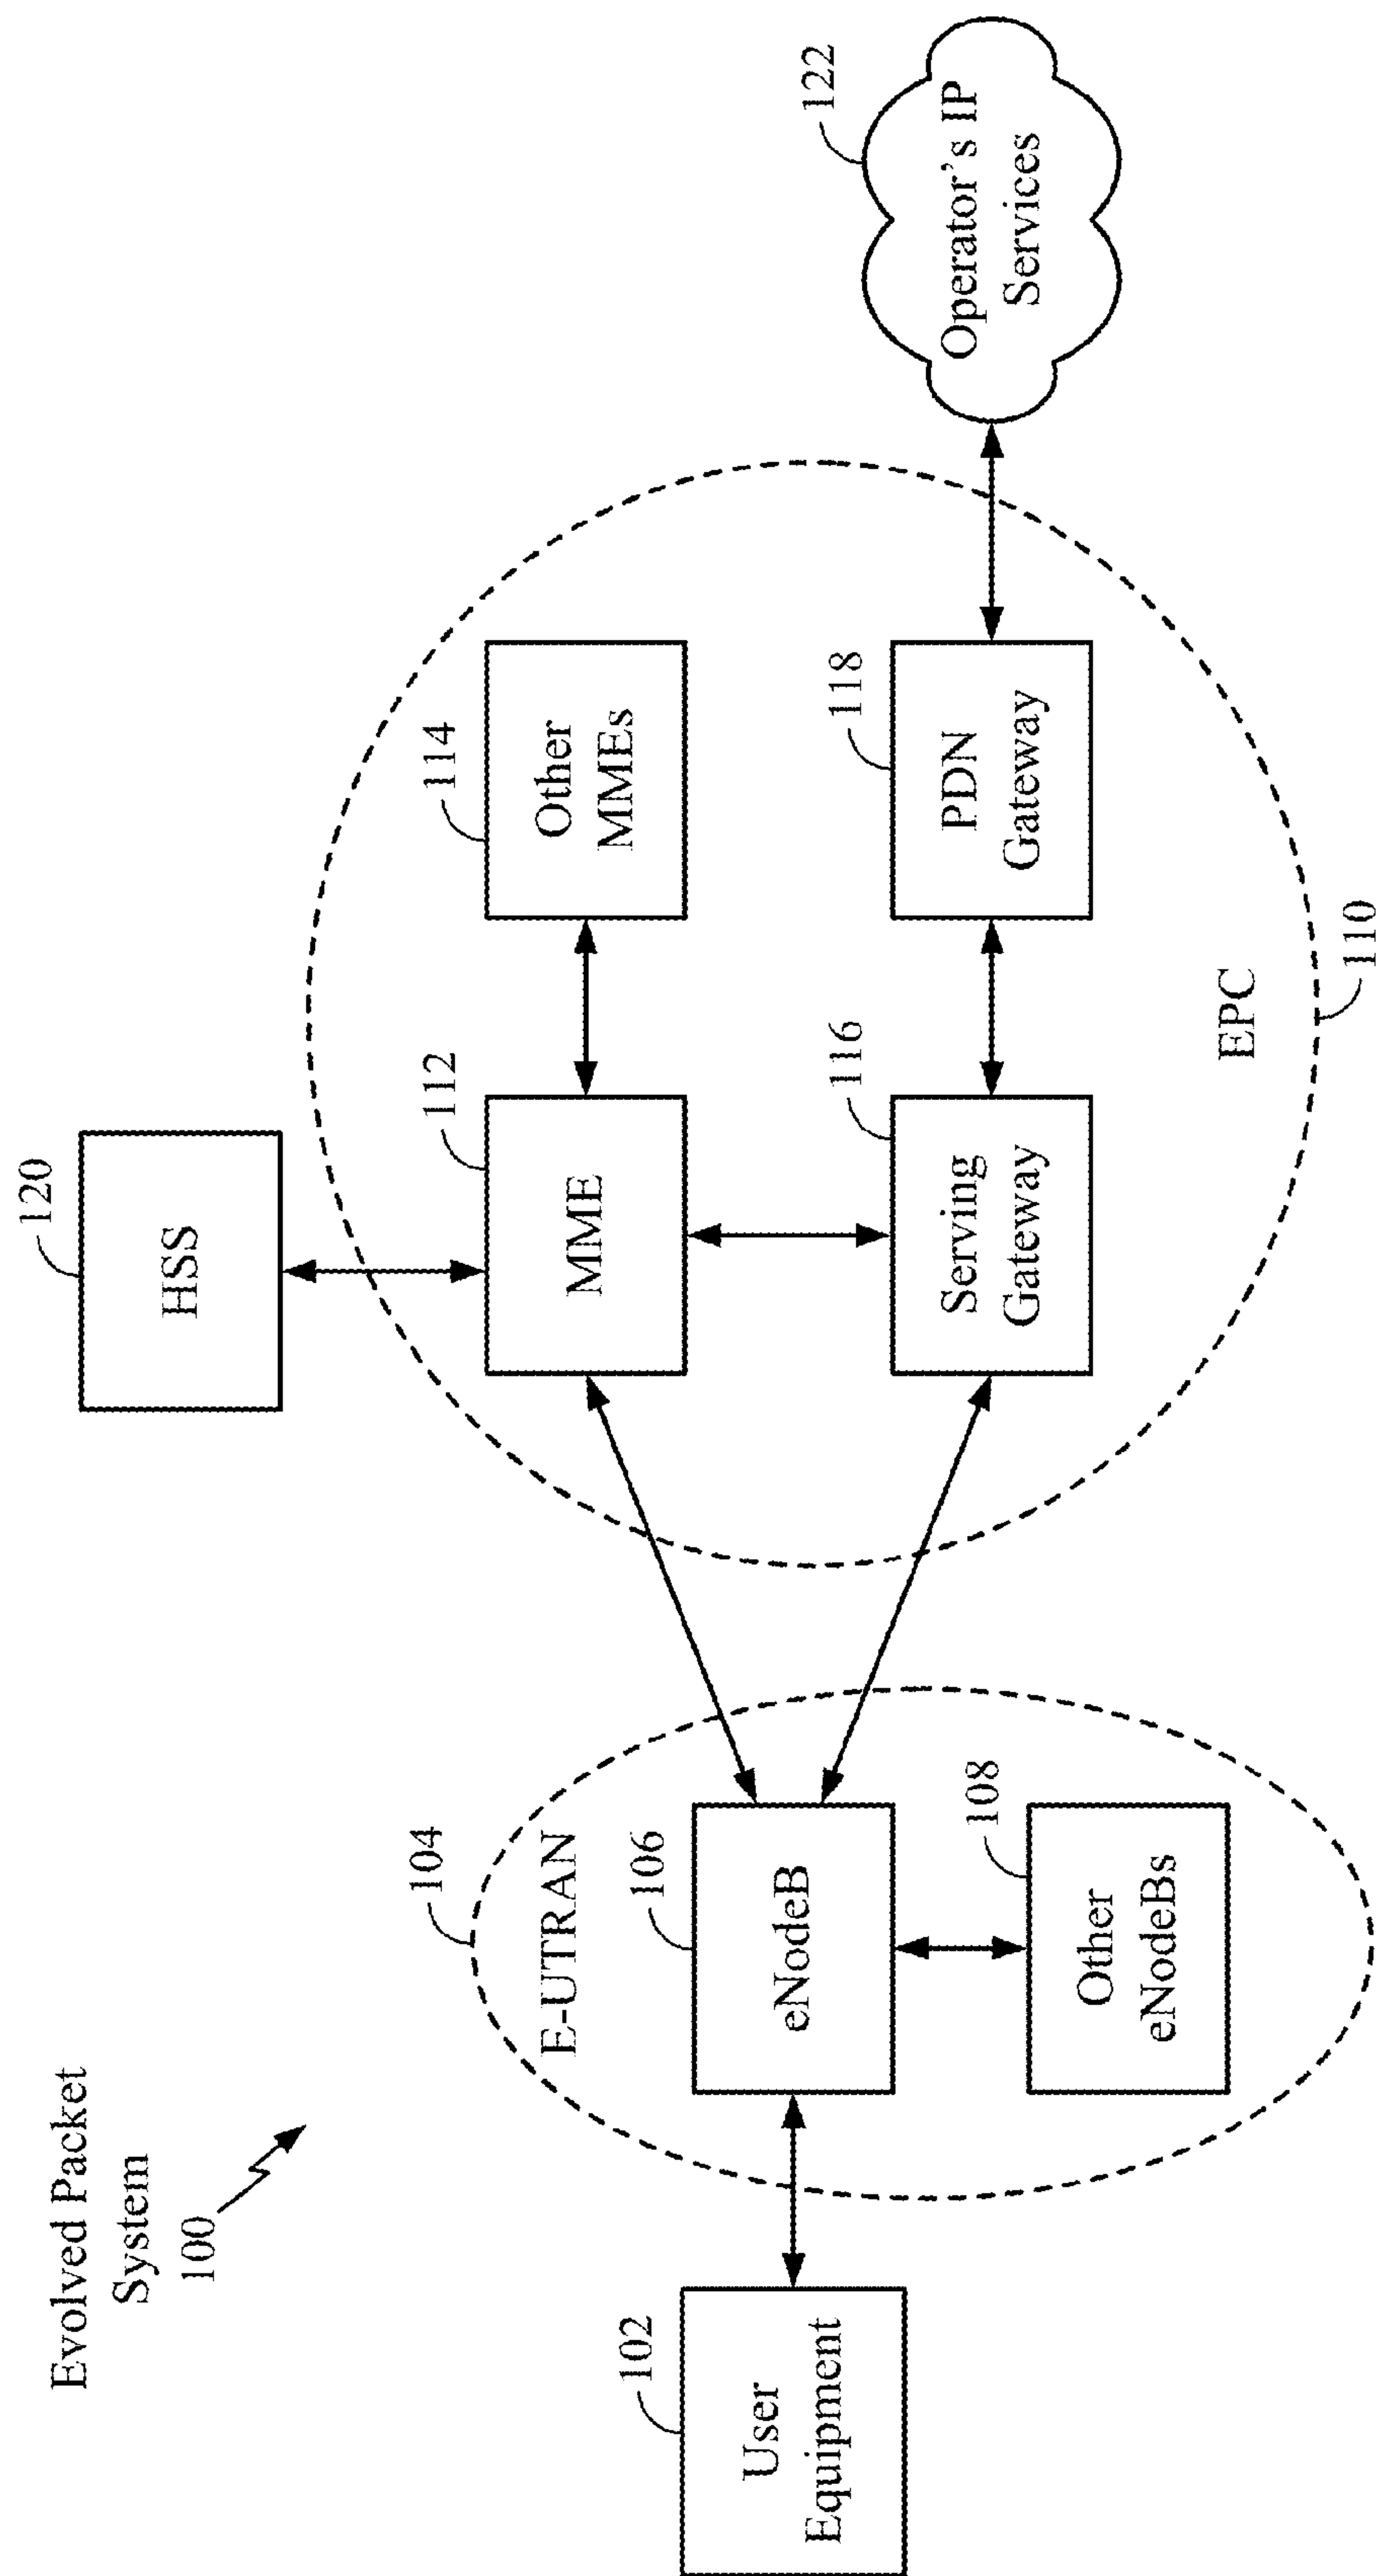 Evolved Packet
System
100
102
User
Equipment
104
E-UTRAN
106
eNodeB
108
Other
eNodeBs
120
HSS
112
MME
114
Other
MMEs
116
Serving
Gateway
118
PDN
Gateway
EPC
110
122
Operator's IP
Services